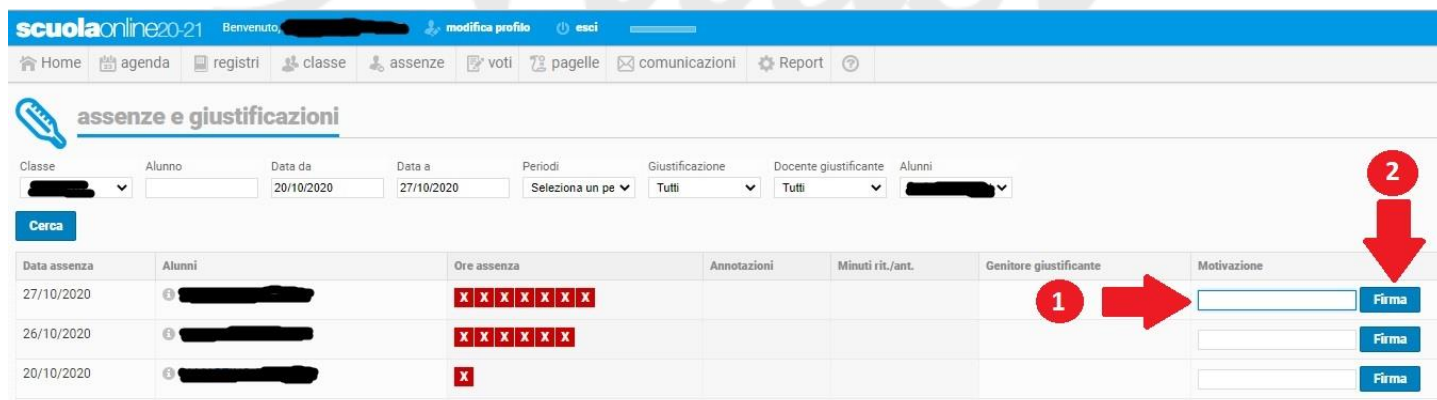 scuolaonline20-21 Benvenuto, modifica profilo esci
Home agenda registri classe assenze voti pagelle comunicazioni Report ?
assenze e giustificazioni
Classe Alunno Data da Data a Periodi Giustificazione Docente giustificante Alunni
20/10/2020 27/10/2020 Seleziona un pe Tutti Tutti
2
Cerca
Data assenza Alunni Ore assenza Annotazioni Minuti rit./ant. Genitore giustificante Motivazione
27/10/2020 X X X X X X X 1 Firma
26/10/2020 X X X X X X Firma
20/10/2020 X Firma